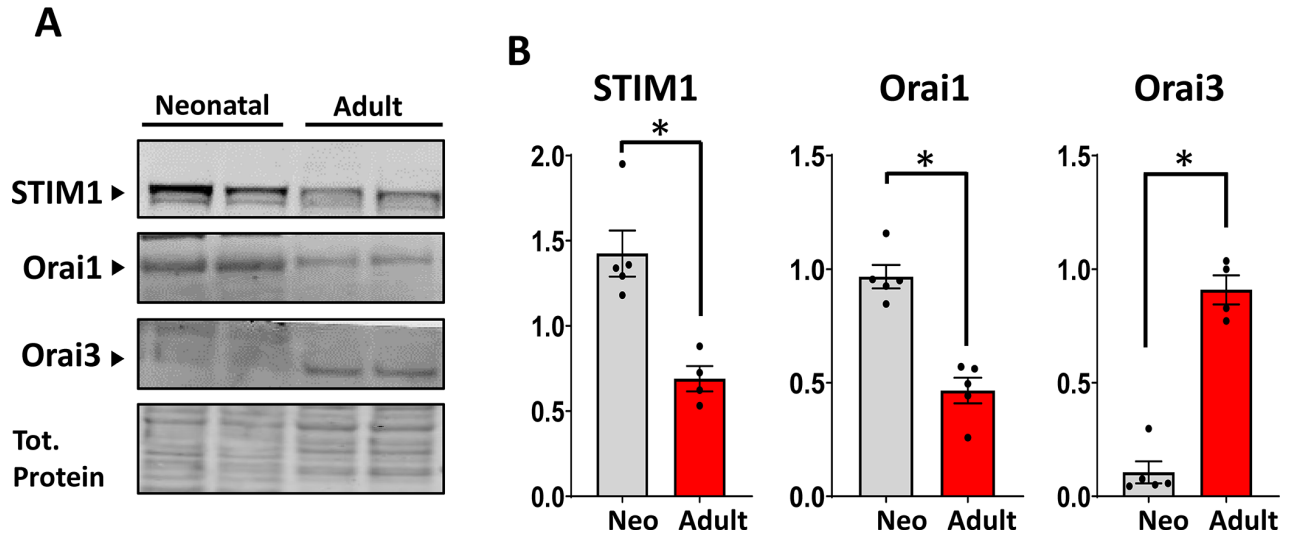 A
Neonatal Adult
STIM1
Orai1
Orai3
Tot.
Protein
B
STIM1
*
2.0
1.5
1.0
0.5
0.0
Neo Adult
Orai1
*
1.5
1.0
0.5
0.0
Neo Adult
Orai3
*
1.5
1.0
0.5
0.0
Neo Adult